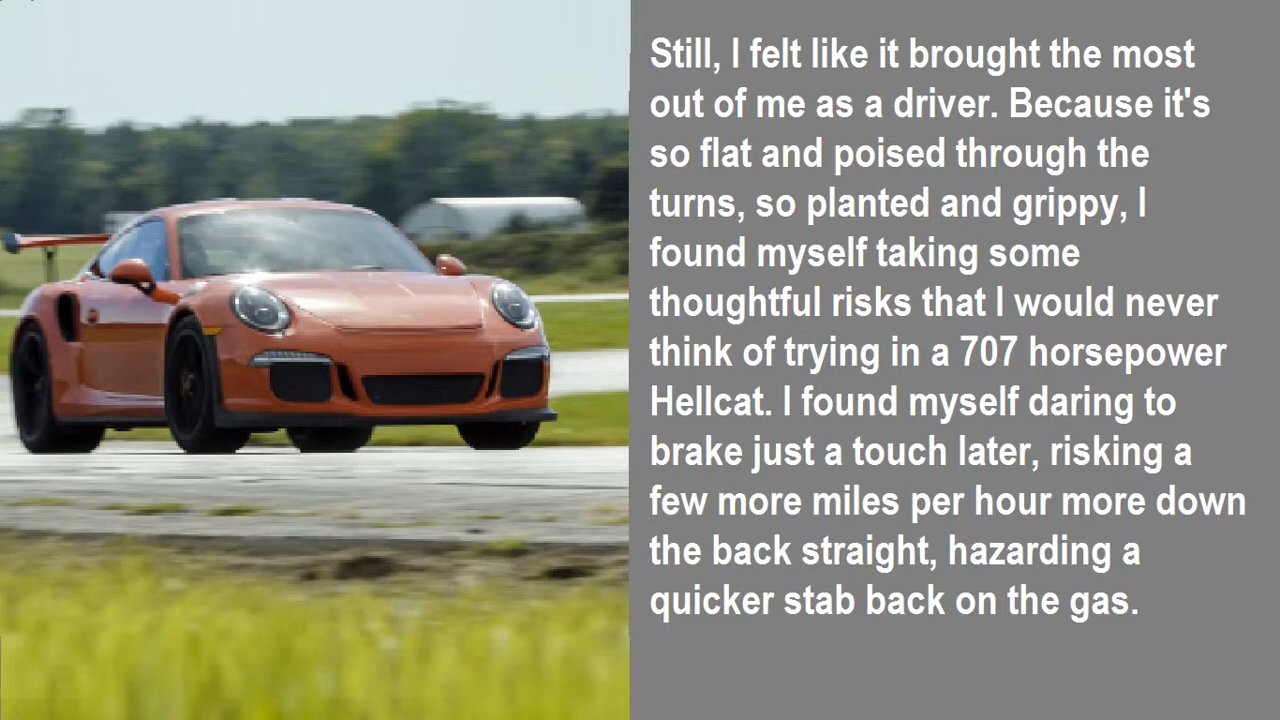 Still, I felt like it brought the most
out of me as a driver. Because it's
so flat and poised through the
turns, so planted and grippy, I
found myself taking some
thoughtful risks that I would never
think of trying in a 707 horsepower
Hellcat. I found myself daring to
brake just a touch later, risking a
few more miles per hour more down
the back straight, hazarding a
quicker stab back on the gas.